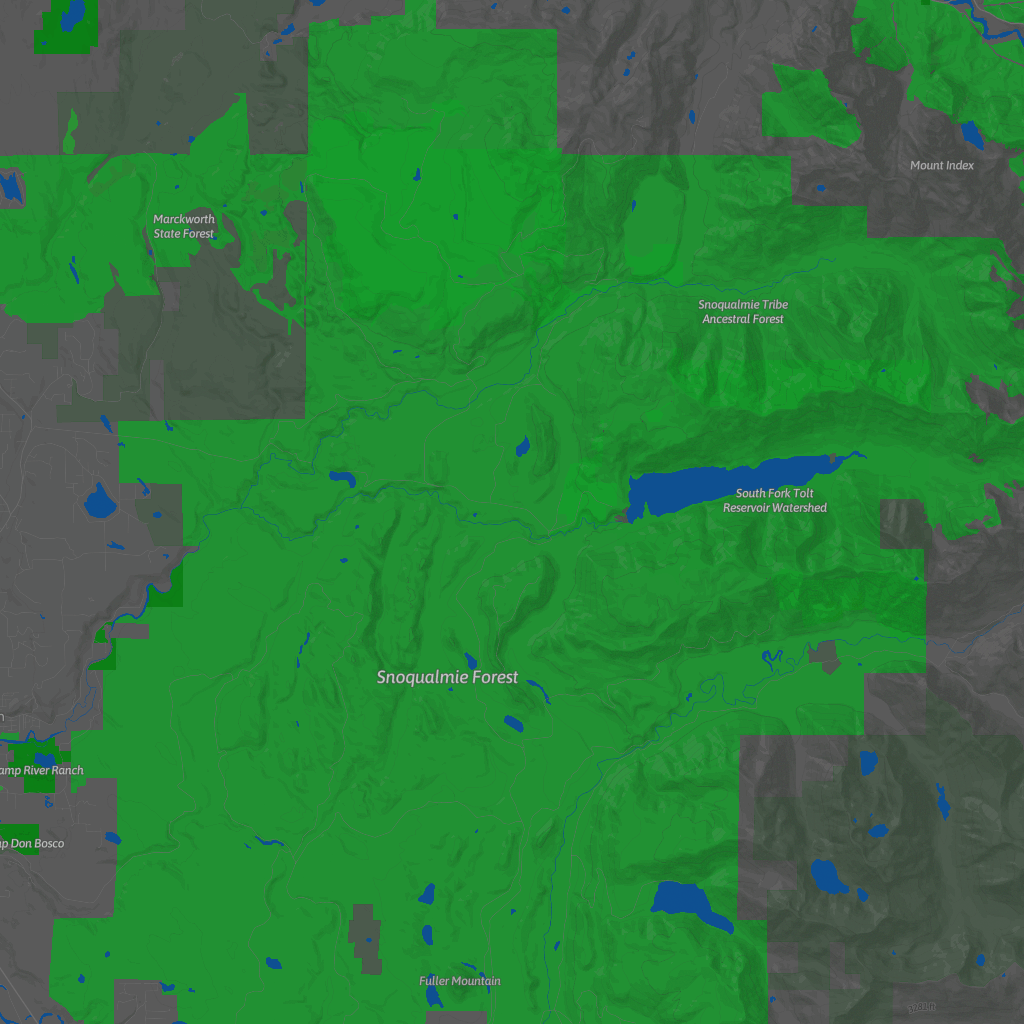 Mount Index
Marckworth
State Forest
Snoqualmie Tribe
Ancestral Forest
South Fork Tolt
Reservoir Watershed
Snoqualmie Forest
amp River Ranch
p Don Bosco
Fuller Mountain